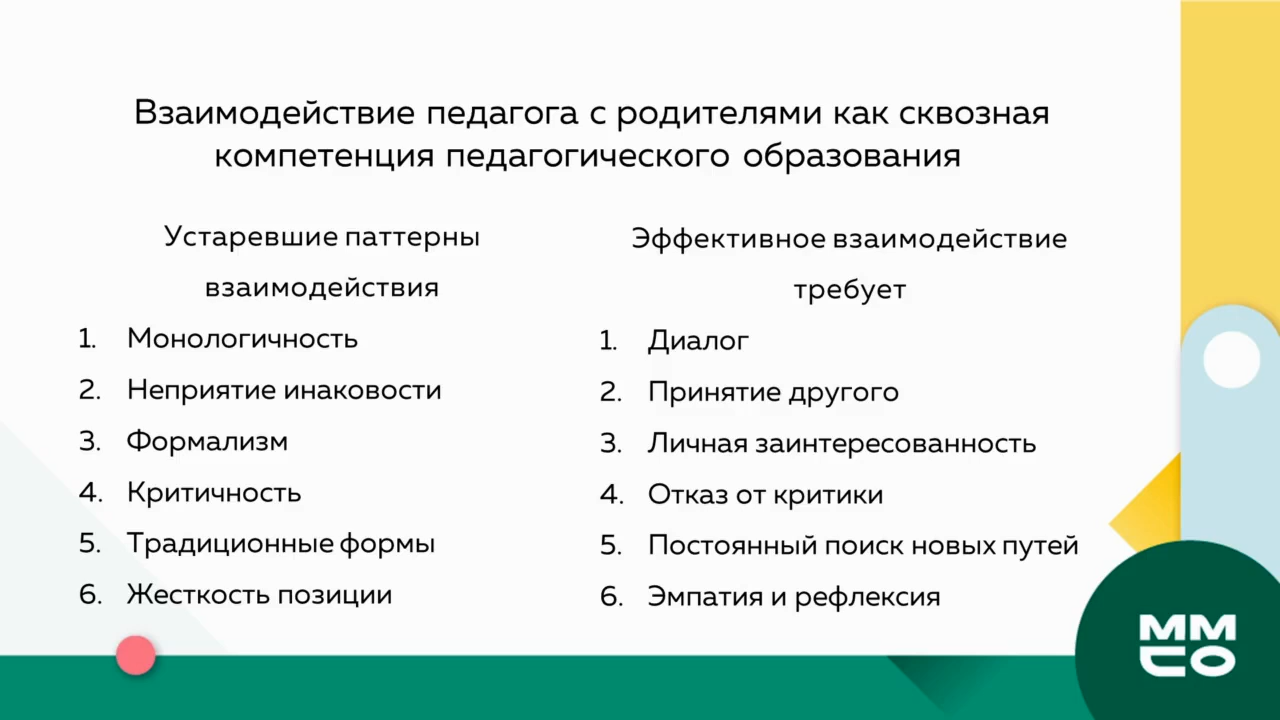 Взаимодействие педагога с родителями как сквозная
компетенция педагогического образования
Устаревшие паттерны
взаимодействия
1. Монологичность
2. Неприятие инаковости
3. Формализм
4. Критичность
5. Традиционные формы
6. Жесткость позиции
Эффективное взаимодействие
требует
1. Диалог
2. Принятие другого
3. Личная заинтересованность
4. Отказ от критики
5. Постоянный поиск новых путей
6. Эмпатия и рефлексия
ММ
СО